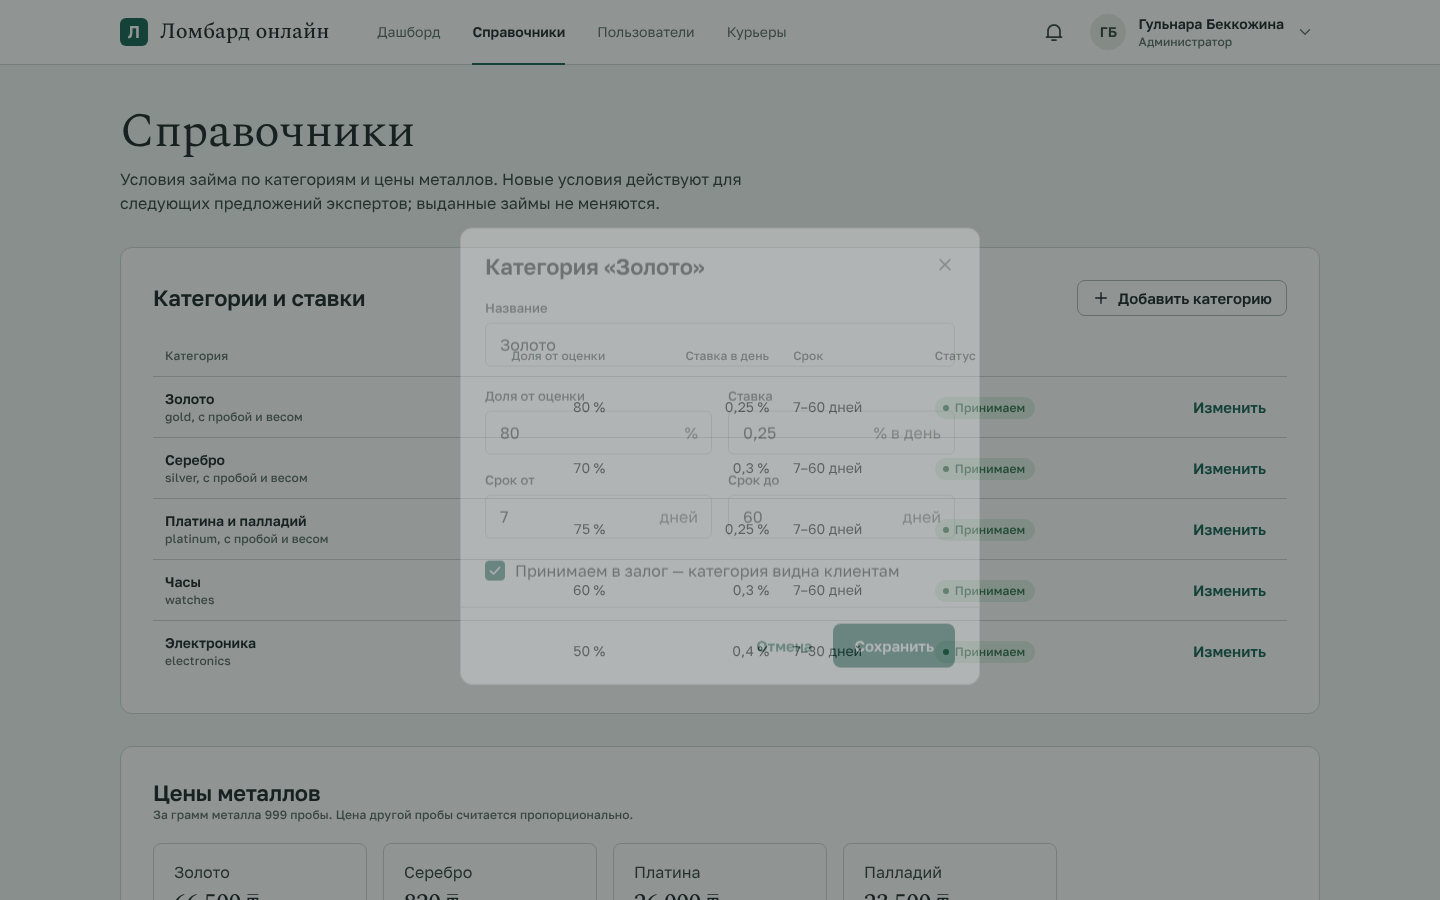 Л Ломбард онлайн
Дашборд
Справочники
Пользователи
Курьеры
ГБ
Гульнара Беккожина
Администратор
Справочники
Условия займа по категориям и цены металлов. Новые условия действуют для
следующих предложений экспертов; выданные займы не меняются.
Категории и ставки
Добавить категорию
Категория Доля от оценки Ставка в день Срок Статус
Золото
gold, с пробой и весом
80 % 0,25 % 7–60 дней Принимаем Изменить
Серебро
silver, с пробой и весом
70 % 0,3 % 7–60 дней Принимаем Изменить
Платина и палладий
platinum, с пробой и весом
75 % 0,25 % 7–60 дней Принимаем Изменить
Часы
watches
60 % 0,3 % 7–60 дней Принимаем Изменить
Электроника
electronics
50 % 0,4 % 7–30 дней Принимаем Изменить
Категория «Золото»
Название
Золото
Доля от оценки Ставка
80 % 0,25 % в день
Срок от Срок до
7 дней 60 дней
Принимаем в залог — категория видна клиентам
Отмена Сохранить
Цены металлов
За грамм металла 999 пробы. Цена другой пробы считается пропорционально.
Золото Серебро Платина Палладий
66 500 ₸ 820 ₸ 26 000 ₸ 23 500 ₸